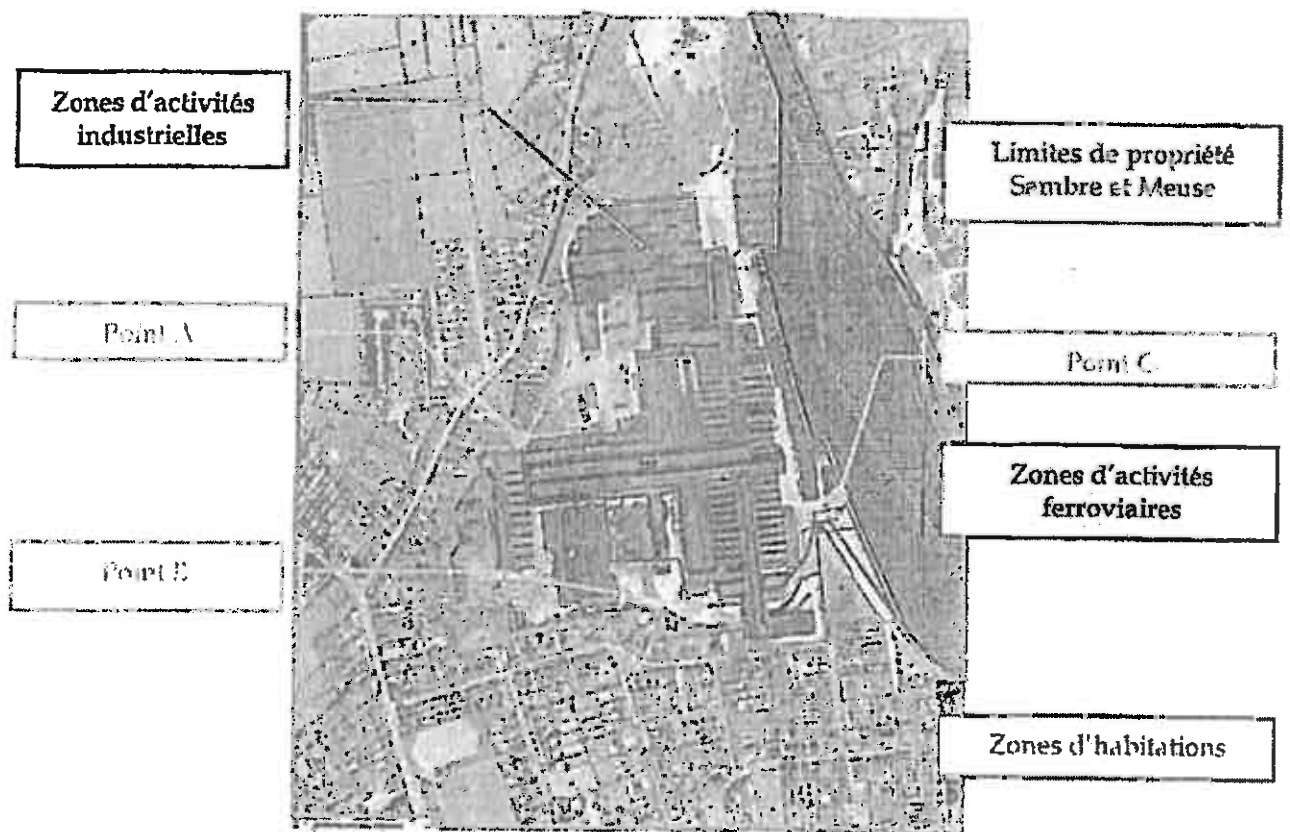 Zones d'activités
industrielles
Point A
Point B
Limites de propriété
Sambre et Meuse
Point C
Zones d'activités
ferroviaires
Zones d'habitations